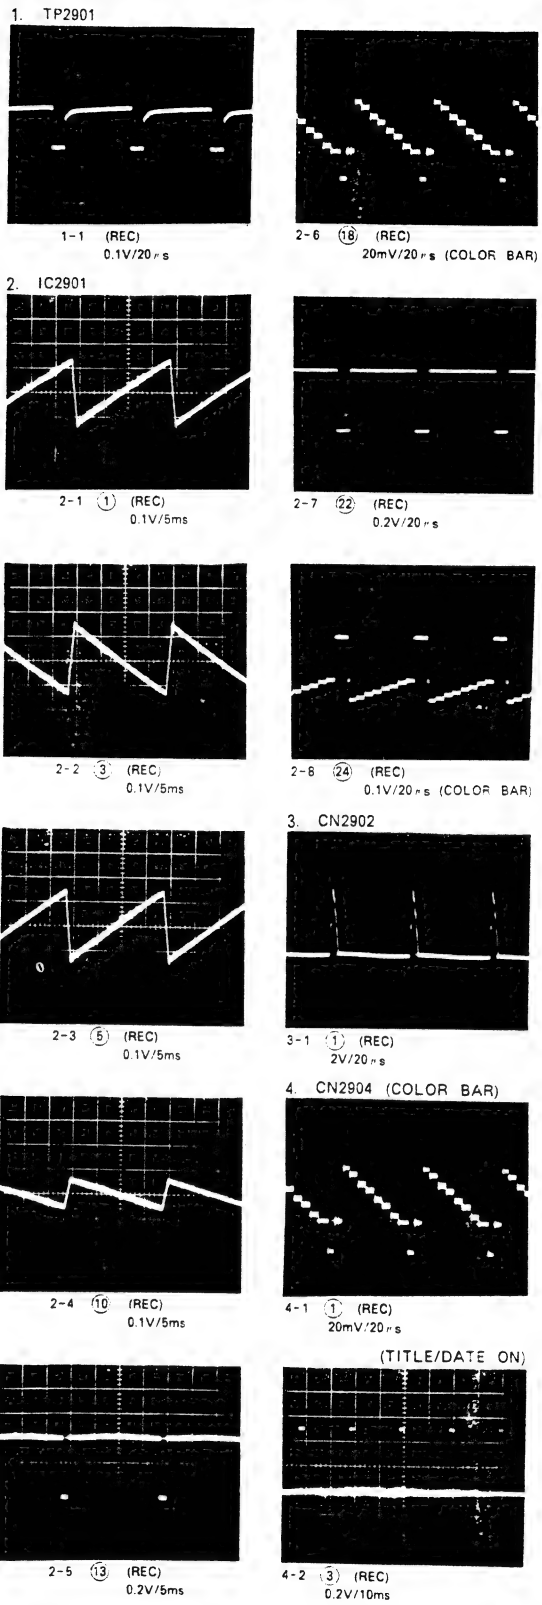 1. TP2901
1-1 (REC)
0.1V/20μs
2. IC2901
2-1 ① (REC)
0.1V/5ms
2-2 ③ (REC)
0.1V/5ms
2-3 ⑤ (REC)
0.1V/5ms
2-4 ⑩ (REC)
0.1V/5ms
2-5 ⑬ (REC)
0.2V/5ms
2-6 ⑱ (REC)
20mV/20μs (COLOR BAR)
2-7 ㉒ (REC)
0.2V/20μs
2-8 ㉔ (REC)
0.1V/20μs (COLOR BAR)
3. CN2902
3-1 ① (REC)
2V/20μs
4. CN2904 (COLOR BAR)
4-1 ① (REC)
20mV/20μs
(TITLE/DATE ON)
4-2 ③ (REC)
0.2V/10ms